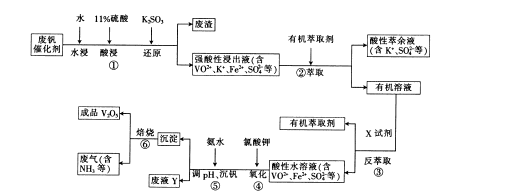 水 11%硫酸 K₂SO₃
废钒
催化剂
水浸 酸浸 还原
①
废渣
强酸性浸出液(含
VO²⁺、K⁺、Fe²⁺、SO₄²⁻等)
有机萃取剂
②萃取
酸性萃余液
(含K⁺、SO₄²⁻等)
有机溶液
X试剂
反萃取
③
有机萃取剂
酸性水溶液(含
VO²⁺、Fe²⁺、SO₄²⁻等)
氯酸钾
氧化
④
氨水
调pH、沉钒
⑤
沉淀
废液Y
焙烧
⑥
成品V₂O₅
废气(含
NH₃等)